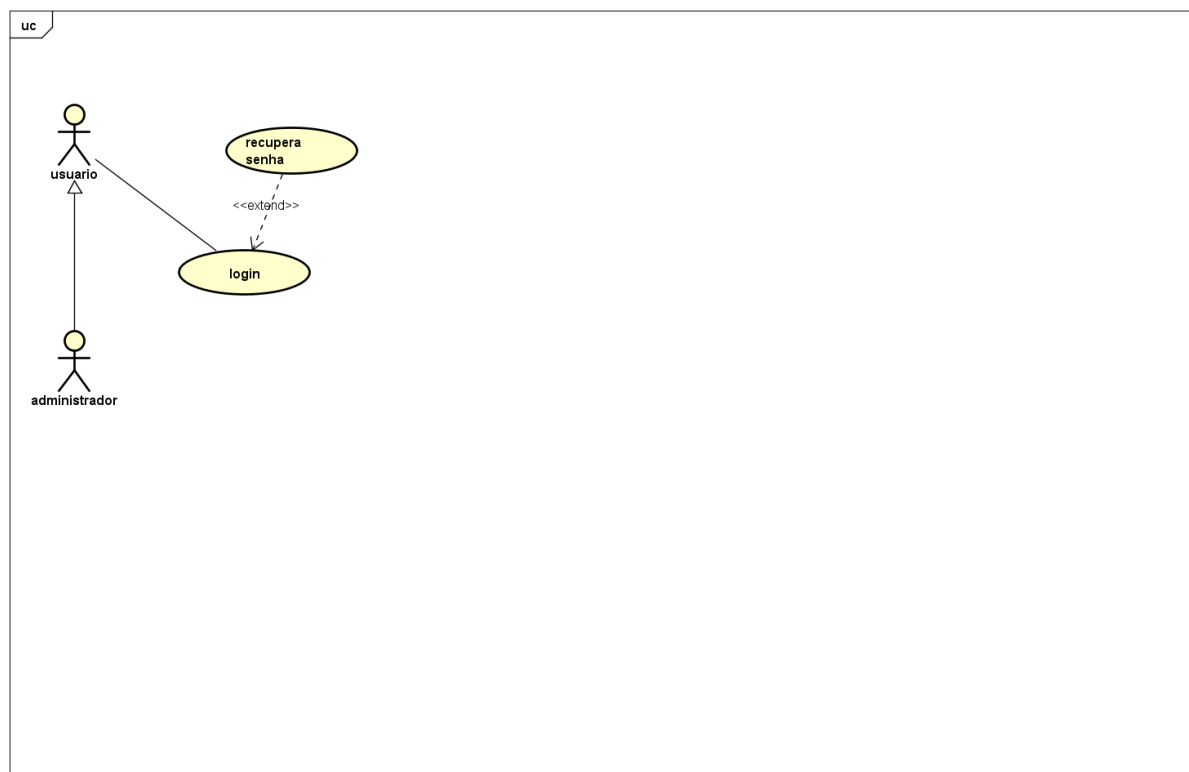 uc
usuario
recupera
senha
<<extend>>
login
administrador